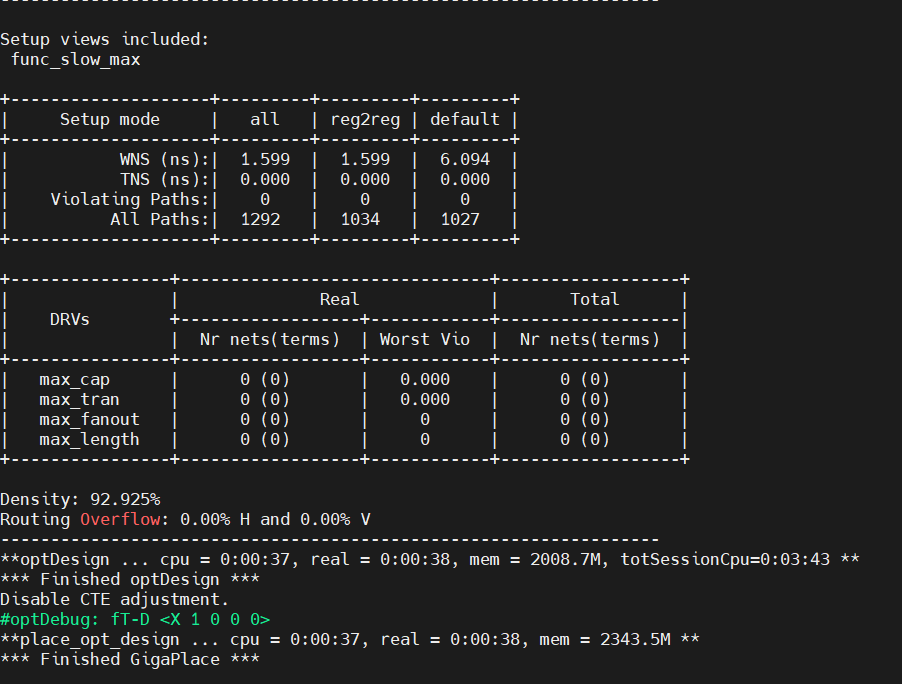 --------------------------------------------------------------------
Setup views included:
 func_slow_max

+--------------------+---------+---------+---------+
|     Setup mode     |   all   | reg2reg | default |
+--------------------+---------+---------+---------+
|           WNS (ns):|  1.599  |  1.599  |  6.094  |
|           TNS (ns):|  0.000  |  0.000  |  0.000  |
|    Violating Paths:|    0    |    0    |    0    |
|          All Paths:|  1292   |  1034   |  1027   |
+--------------------+---------+---------+---------+

+----------------+-------------------------------+------------------+
|                |              Real             |       Total      |
|    DRVs        +------------------+------------+------------------|
|                |  Nr nets(terms)  | Worst Vio  |  Nr nets(terms)  |
+----------------+------------------+------------+------------------+
|   max_cap      |      0 (0)       |   0.000    |      0 (0)       |
|   max_tran     |      0 (0)       |   0.000    |      0 (0)       |
|   max_fanout   |      0 (0)       |     0      |      0 (0)       |
|   max_length   |      0 (0)       |     0      |      0 (0)       |
+----------------+------------------+------------+------------------+

Density: 92.925%
Routing Overflow: 0.00% H and 0.00% V
------------------------------------------------------------------
**optDesign ... cpu = 0:00:37, real = 0:00:38, mem = 2008.7M, totSessionCpu=0:03:43 **
*** Finished optDesign ***
Disable CTE adjustment.
#optDebug: fT-D <X 1 0 0 0>
**place_opt_design ... cpu = 0:00:37, real = 0:00:38, mem = 2343.5M **
*** Finished GigaPlace ***